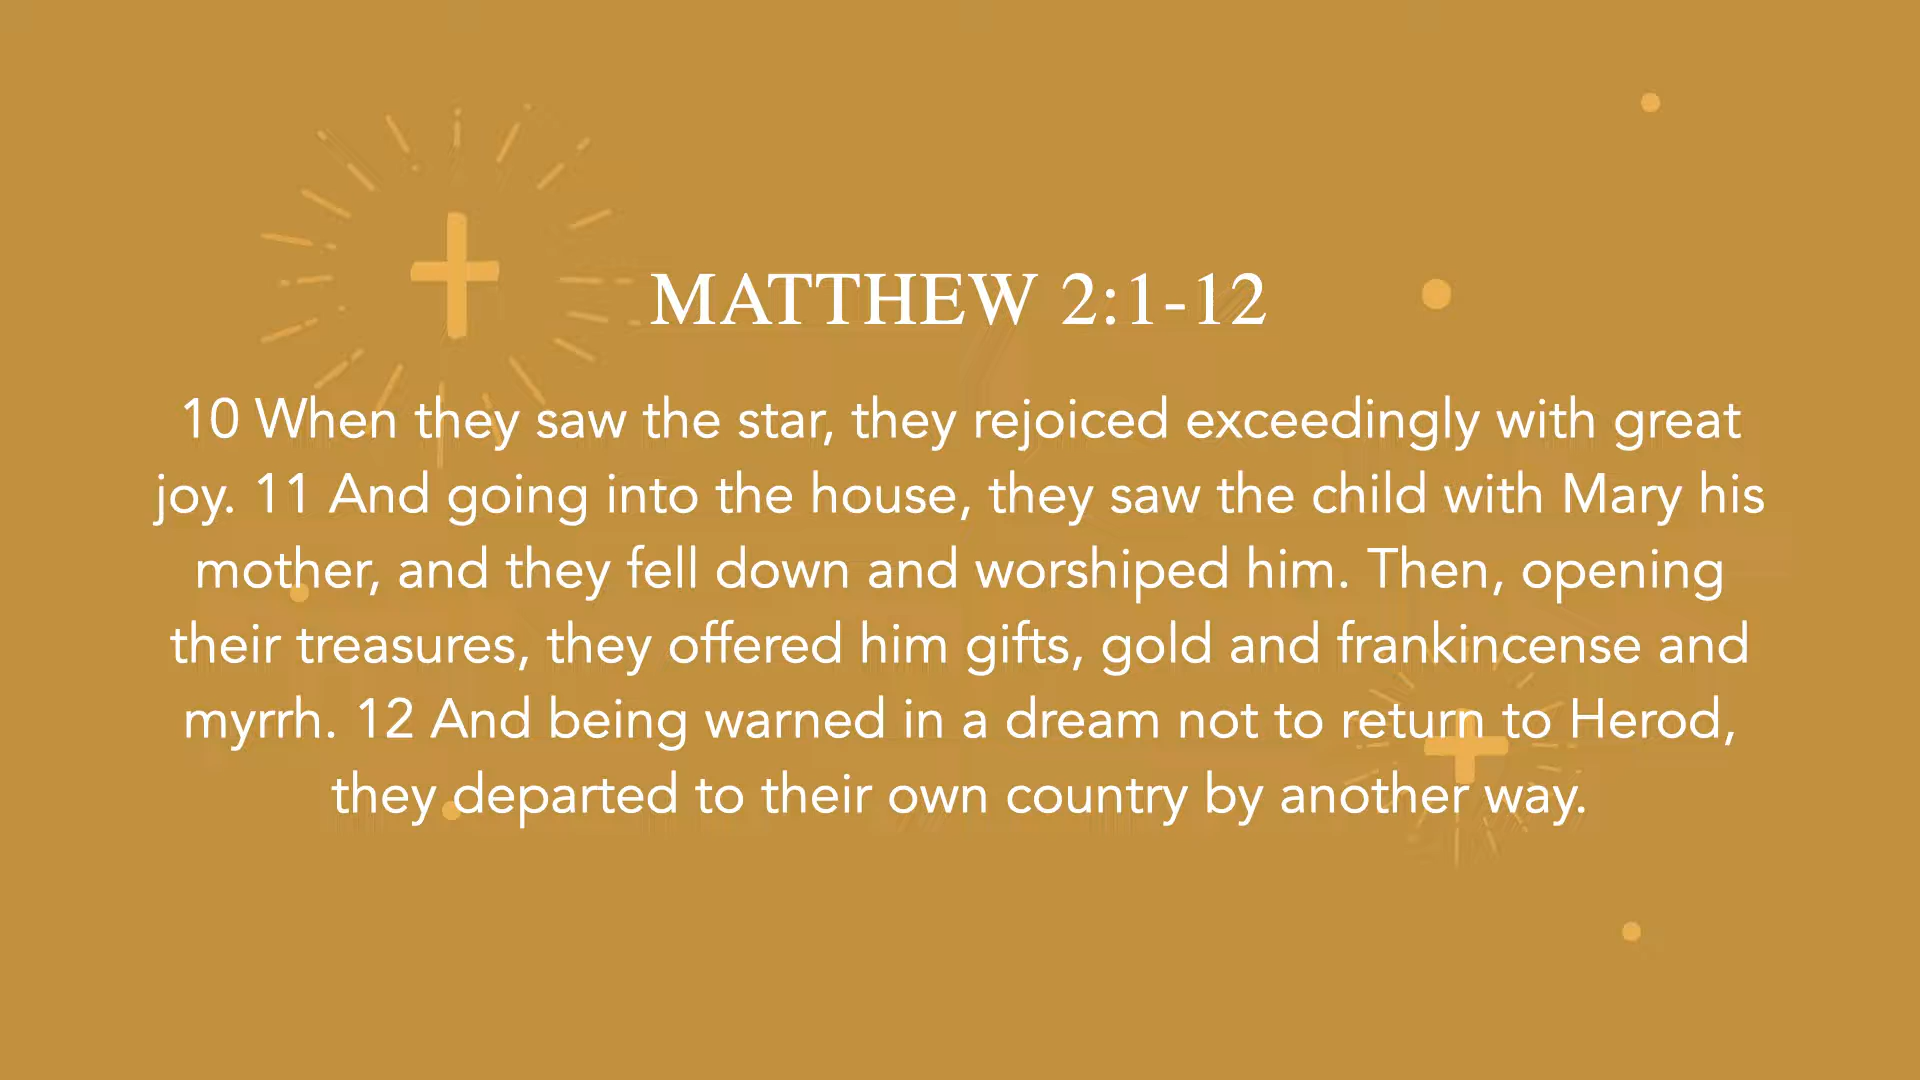 MATTHEW 2:1-12
10 When they saw the star, they rejoiced exceedingly with great
joy. 11 And going into the house, they saw the child with Mary his
mother, and they fell down and worshiped him. Then, opening
their treasures, they offered him gifts, gold and frankincense and
myrrh. 12 And being warned in a dream not to return to Herod,
they departed to their own country by another way.